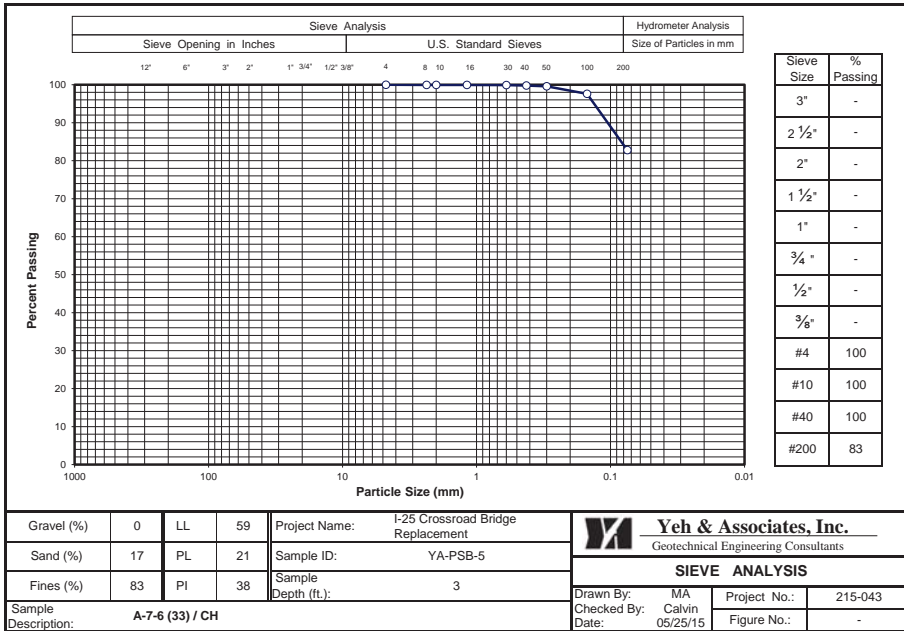 Sieve Analysis
Hydrometer Analysis
Sieve Opening in Inches
U.S. Standard Sieves
Size of Particles in mm
12" 6" 3" 2" 1" 3/4" 1/2" 3/8" 4 8 10 16 30 40 50 100 200
100
90
80
70
60
50
40
30
20
10
0
Percent Passing
1000 100 10 1 0.1 0.01
Particle Size (mm)
Sieve Size % Passing
3" -
2 ½" -
2" -
1 ½" -
1" -
¾ " -
½" -
⅜" -
#4 100
#10 100
#40 100
#200 83
Gravel (%) 0 LL 59
Sand (%) 17 PL 21
Fines (%) 83 PI 38
Sample Description: A-7-6 (33) / CH
Project Name: I-25 Crossroad Bridge Replacement
Sample ID: YA-PSB-5
Sample Depth (ft.): 3
Yeh & Associates, Inc.
Geotechnical Engineering Consultants
SIEVE ANALYSIS
Drawn By: MA
Checked By: Calvin
Date: 05/25/15
Project No.: 215-043
Figure No.: -